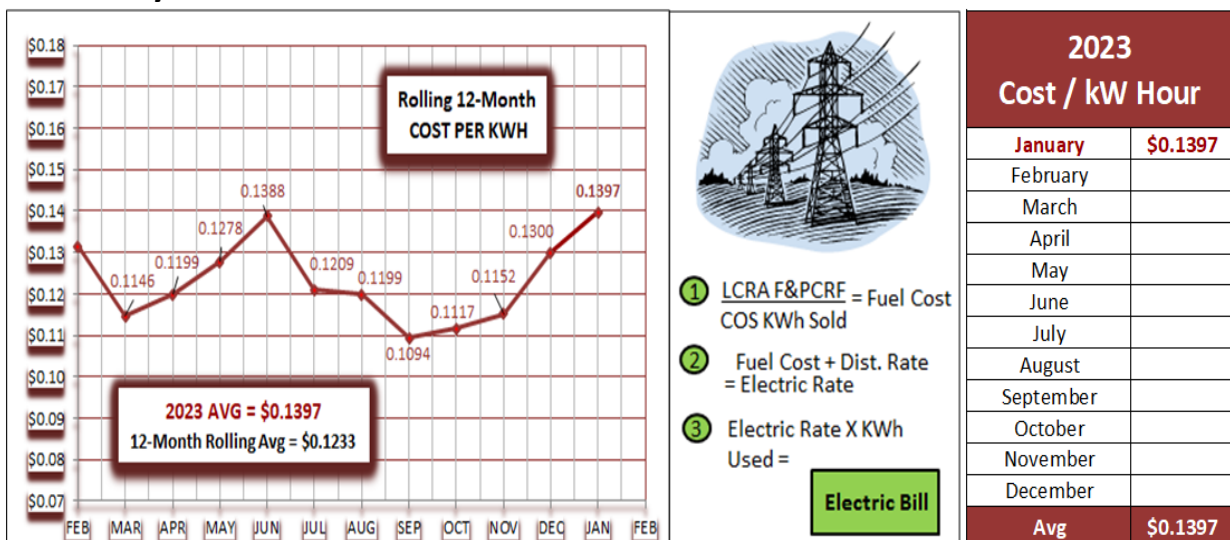 $0.18
$0.17
$0.16
$0.15
$0.14
$0.13
$0.12
$0.11
$0.10
$0.09
$0.08
$0.07
Rolling 12-Month
COST PER KWH
0.1146
0.1199
0.1278
0.1388
0.1209
0.1199
0.1094
0.1117
0.1152
0.1300
0.1397
2023 AVG = $0.1397
12-Month Rolling Avg = $0.1233
FEB MAR APR MAY JUN JUL AUG SEP OCT NOV DEC JAN FEB
1 LCRA F&PCRF = Fuel Cost
COS KWh Sold
2 Fuel Cost + Dist. Rate
= Electric Rate
3 Electric Rate X KWh
Used =
Electric Bill
2023
Cost / kW Hour
January $0.1397
February
March
April
May
June
July
August
September
October
November
December
Avg $0.1397